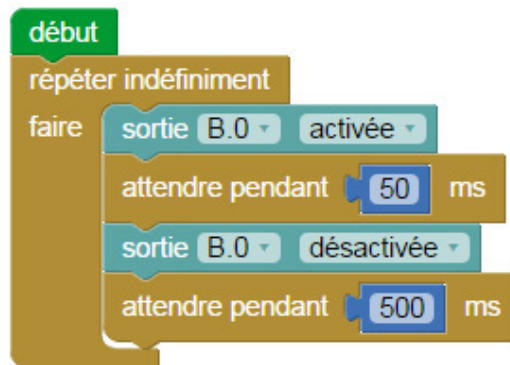 début
répéter indéfiniment
faire sortie B.0 activée
attendre pendant 50 ms
sortie B.0 désactivée
attendre pendant 500 ms